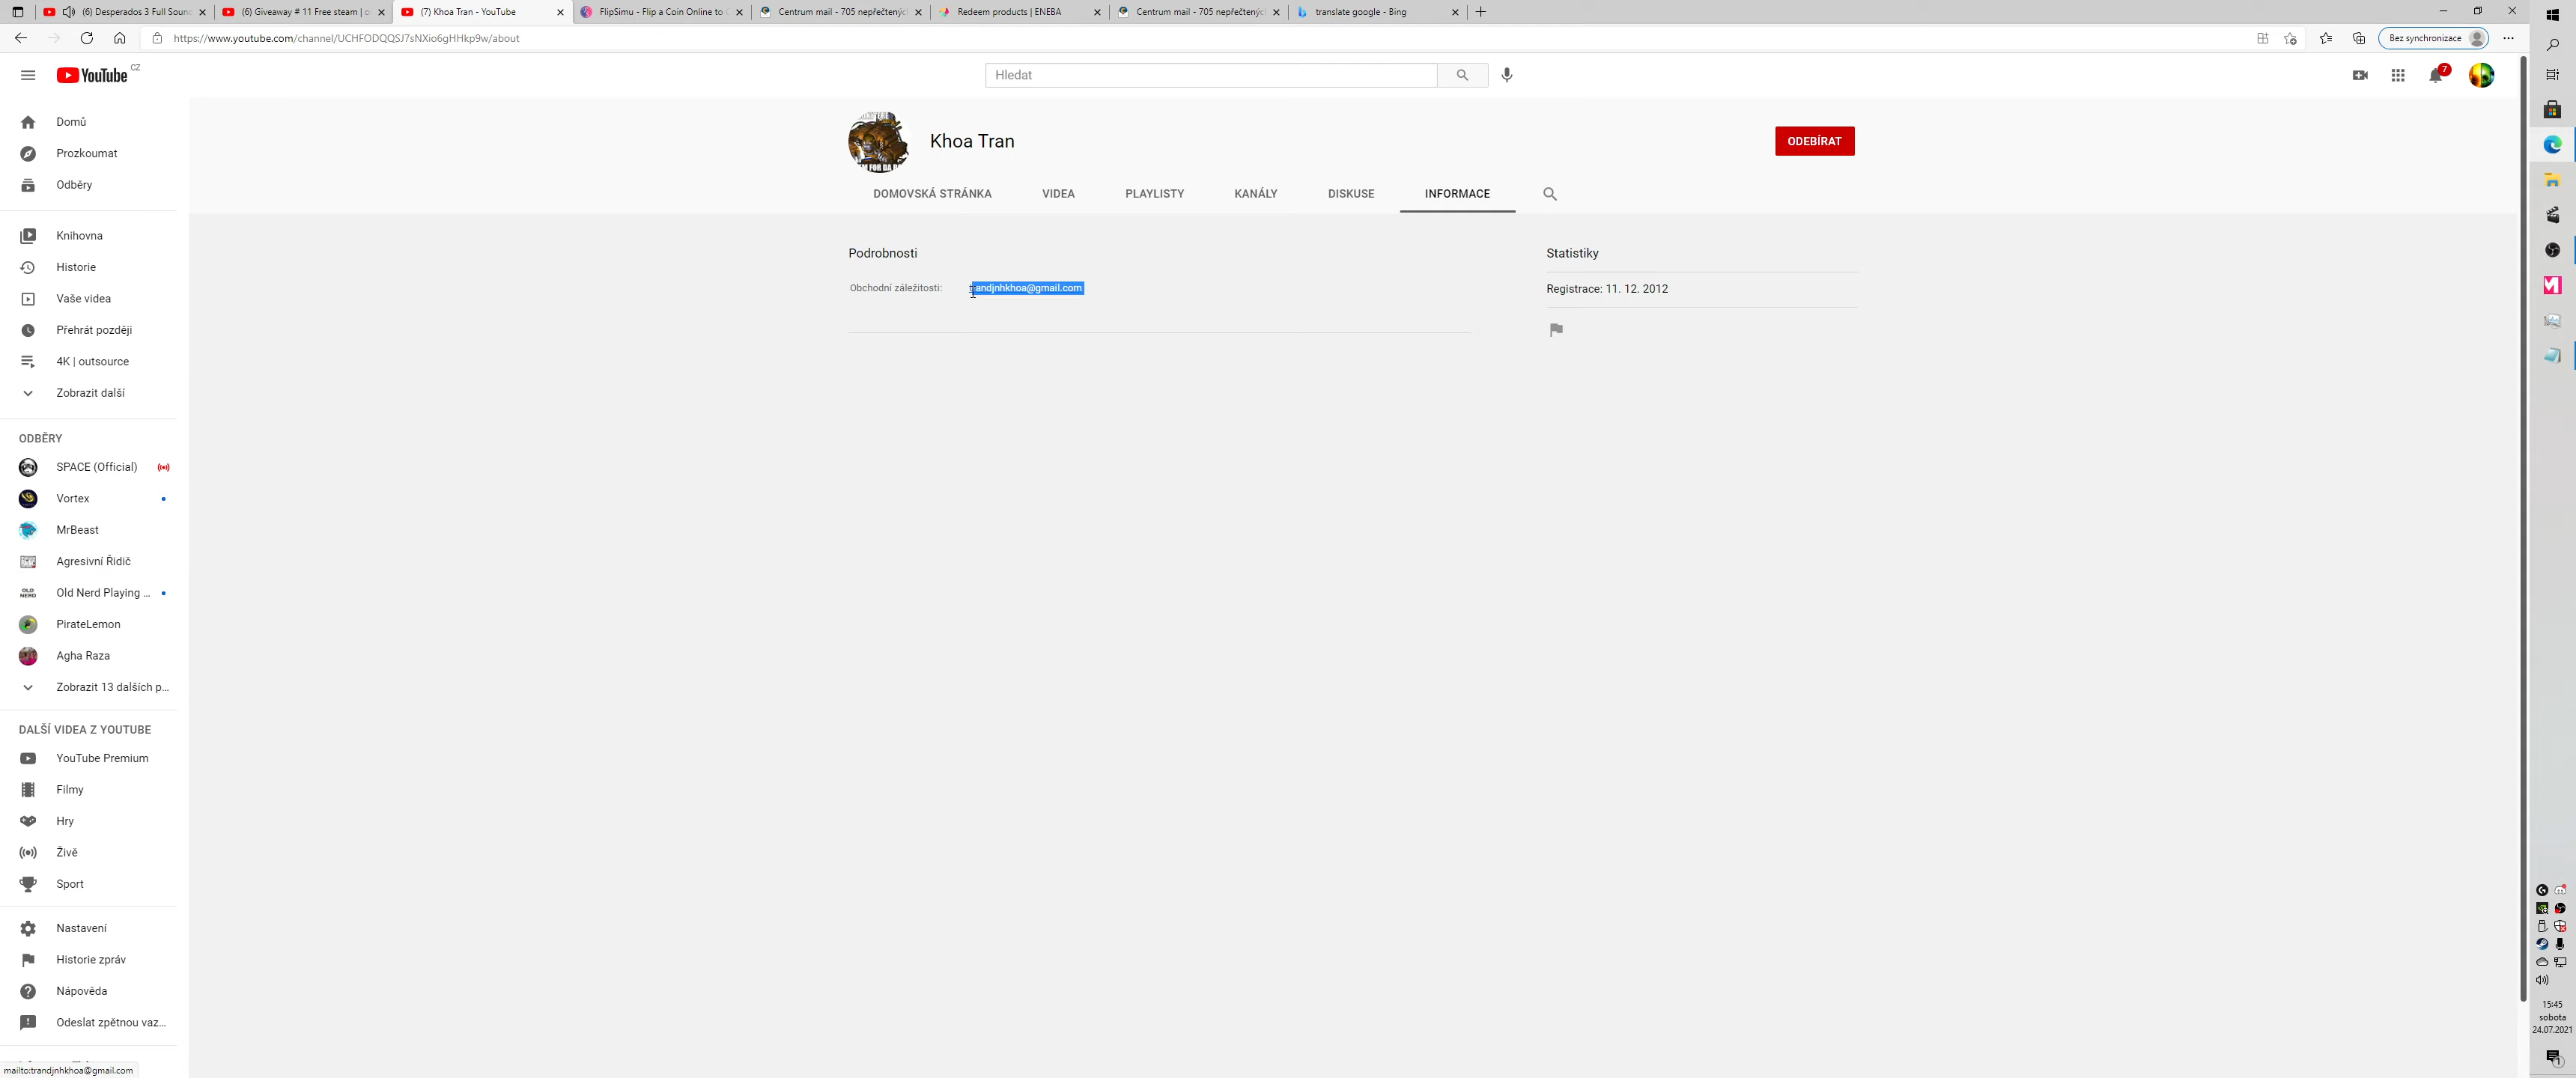 (6) Desperados 3 Full Soun
(6) Giveaway # 11 Free steam |
(7) Khoa Tran - YouTube
FlipSimu - Flip a Coin Online to
Centrum mail - 705 nepřečtenýc
Redeem products | ENEBA
Centrum mail - 705 nepřečtenýc
translate google - Bing
https://www.youtube.com/channel/UCHFODQQSJ7sNXio6gHHkp9w/about
Bez synchronizace
YouTube CZ
Hledat
7
Domů
Prozkoumat
Odběry
Knihovna
Historie
Vaše videa
Přehrát později
4K | outsource
Zobrazit další
ODBĚRY
SPACE (Official)
Vortex
MrBeast
Agresivní Řidič
OLD NERD
Old Nerd Playing ...
PirateLemon
Agha Raza
Zobrazit 13 dalších p...
DALŠÍ VIDEA Z YOUTUBE
YouTube Premium
Filmy
Hry
Živě
Sport
Nastavení
Historie zpráv
Nápověda
Odeslat zpětnou vaz...
mailto:trandjnhkhoa@gmail.com
Khoa Tran
ODEBÍRAT
DOMOVSKÁ STRÁNKA
VIDEA
PLAYLISTY
KANÁLY
DISKUSE
INFORMACE
Podrobnosti
Obchodní záležitosti:
trandjnhkhoa@gmail.com
Statistiky
Registrace: 11. 12. 2012
15:45
sobota
24.07.2021
1